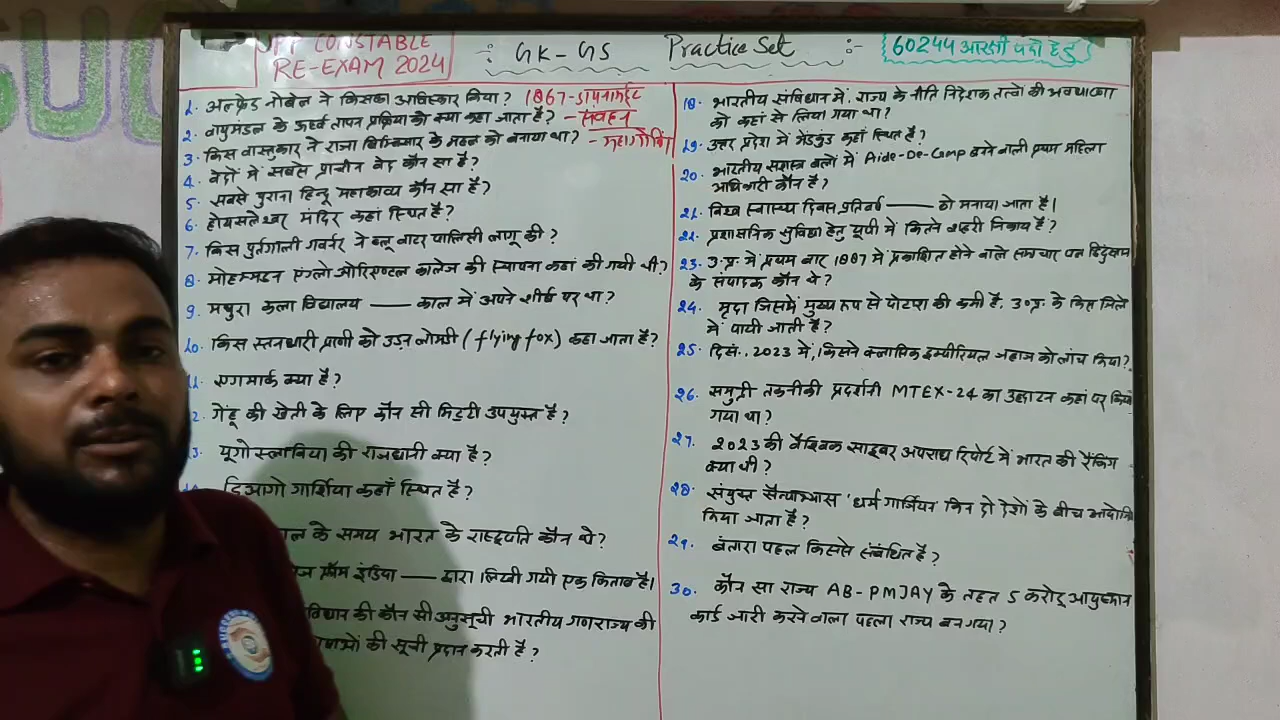 UPP CONSTABLE
RE-EXAM 2024
-: GK-GS Practice Set :-
60244 आरक्षी पदो हेतु
1. अल्फ्रेड नोबेल ने किसका आविष्कार किया? 1867-डायनामाईट
2. वायुमंडल के ऊर्ध्व तापन प्रक्रिया को क्या कहा जाता है? - संवहन
3. किस वास्तुकार ने राजा बिम्बिसार के महल को बनाया था? - महागोविंद
4. वेदों में सबसे प्राचीन वेद कौन सा है?
5. सबसे पुराना हिन्दू महाकाव्य कौन सा है?
6. होयसलेश्वर मंदिर कहां स्थित है?
7. किस पुर्तगाली गवर्नर ने ब्लू वाटर पालिसी लागू की?
8. मोहम्मडन एंग्लो ओरिएण्टल कालेज की स्थापना कहां की गयी थी?
9. मथुरा कला विद्यालय —— काल में अपने शीर्ष पर था?
10. किस स्तनधारी प्राणी को उड़न लोमड़ी (flying fox) कहा जाता है?
11. एगमार्क क्या है?
2. गेंहू की खेती के लिए कौन सी मिट्टी उपयुक्त है?
3. यूगोस्लाविया की राजधानी क्या है?
डिआगो गार्शिया कहाँ स्थित है?
ाल के समय भारत के राष्ट्रपति कौन थे?
ज फ्रॉम इंडिया —— द्वारा लिखी गयी एक किताब है।
विधान की कौन सी अनुसूची भारतीय गणराज्य की
की सूची प्रदान करती है?
18. भारतीय संविधान में, राज्य के नीति निदेशक तत्वो की अवधारणा
को कहां से लिया गया था?
19. उत्तर प्रदेश में मेंडकुंड कहां स्थित है?
20. भारतीय सशस्त्र बलों में Aide-De-Camp बनने वाली प्रथम महिला
अधिकारी कौन है?
21. विश्व स्वास्थ्य दिवस प्रतिवर्ष —— को मनाया जाता है।
22. प्रशासनिक सुविधा हेतु यूपी में कितने शहरी निकाय है?
23. उ.प्र. में प्रथम बार 1887 में प्रकाशित होने वाले समाचार पत्र हिंदुस्थान
के संपादक कौन थे?
24. मृदा जिसमें मुख्य रूप से पोटाश की कमी है, उ०प्र. के किस जिले
में पायी जाती है?
25. दिसं., 2023 में, किसने क्लासिक इम्पीरियल जहाज को लांच किया?
26. समुद्री तकनीकी प्रदर्शनी MTEX-24 का उद्घाटन कहां पर किया
गया था?
27. 2023 की वैश्विक साइबर अपराध रिपोर्ट में भारत की रैंकिंग
क्या थी?
28. संयुक्त सैन्याभ्यास 'धर्म गार्जियन' किन दो देशों के बीच
किया जाता है?
29. वंतारा पहल किससे संबंधित है?
30. कौन सा राज्य AB-PMJAY के तहत 5 करोड़ आयुष्मान
कार्ड जारी करने वाला पहला राज्य बन गया?